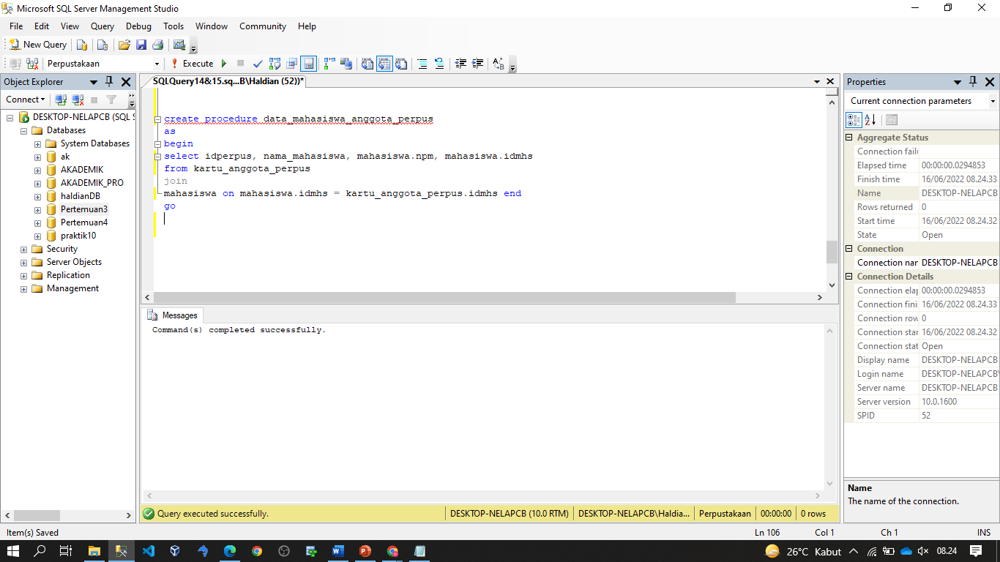 Microsoft SQL Server Management Studio
File Edit View Query Debug Tools Window Community Help
New Query
Perpustakaan Execute
Object Explorer
Connect
DESKTOP-NELAPCB (SQL S
Databases
System Databases
ak
AKADEMIK
AKADEMIK_PRO
haldianDB
Pertemuan3
Pertemuan4
praktik10
Security
Server Objects
Replication
Management
SQLQuery14&15.sq...B\Haldian (52))*
create procedure data_mahasiswa_anggota_perpus
as
begin
select idperpus, nama_mahasiswa, mahasiswa.npm, mahasiswa.idmhs
from kartu_anggota_perpus
join
mahasiswa on mahasiswa.idmhs = kartu_anggota_perpus.idmhs end
go
Messages
Command(s) completed successfully.
Query executed successfully. DESKTOP-NELAPCB (10.0 RTM) DESKTOP-NELAPCB\Haldia... Perpustakaan 00:00:00 0 rows
Properties
Current connection parameters
Aggregate Status
Connection faile
Elapsed time 00:00:00.0294853
Finish time 16/06/2022 08.24.33
Name DESKTOP-NELAPCB
Rows returned 0
Start time 16/06/2022 08.24.32
State Open
Connection
Connection nar DESKTOP-NELAPCB
Connection Details
Connection elap 00:00:00.0294853
Connection fini 16/06/2022 08.24.33
Connection row 0
Connection star 16/06/2022 08.24.32
Connection stat Open
Display name DESKTOP-NELAPCB
Login name DESKTOP-NELAPCB\
Server name DESKTOP-NELAPCB
Server version 10.0.1600
SPID 52
Name
The name of the connection.
Item(s) Saved Ln 106 Col 1 Ch 1 INS
26°C Kabut 08.24